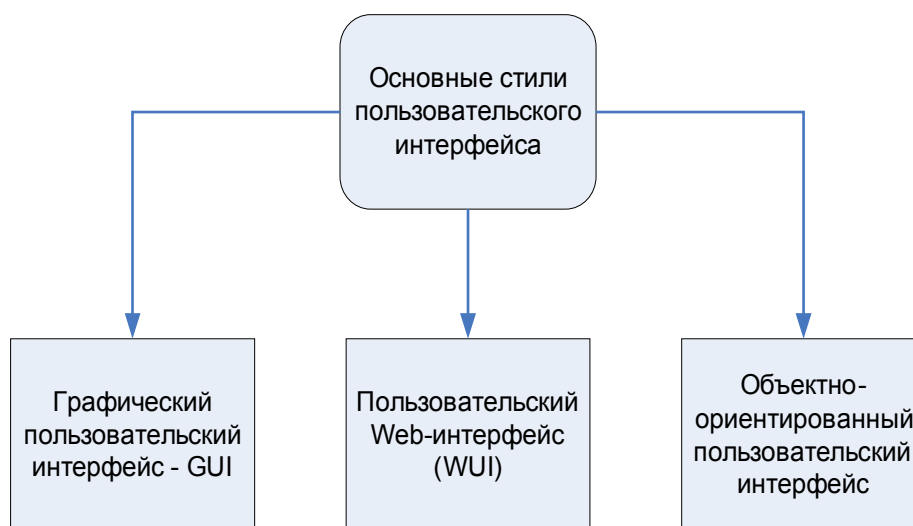 Основные стили
пользовательского
интерфейса
Графический
пользовательский
интерфейс - GUI
Пользовательский
Web-интерфейс
(WUI)
Объектно-
ориентированный
пользовательский
интерфейс